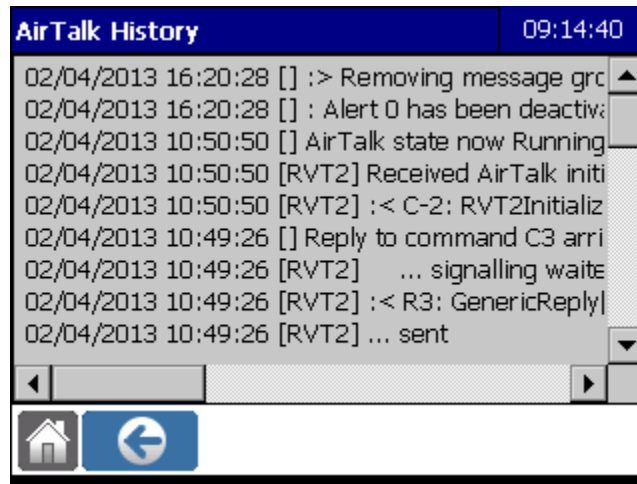 AirTalk History
09:14:40
02/04/2013 16:20:28 [] :> Removing message grc
02/04/2013 16:20:28 [] : Alert 0 has been deactiva
02/04/2013 10:50:50 [] AirTalk state now Running
02/04/2013 10:50:50 [RVT2] Received AirTalk initi
02/04/2013 10:50:50 [RVT2] :< C-2: RVT2Initializ
02/04/2013 10:49:26 [] Reply to command C3 arri
02/04/2013 10:49:26 [RVT2] ... signalling waite
02/04/2013 10:49:26 [RVT2] :< R3: GenericReply|
02/04/2013 10:49:26 [RVT2] ... sent